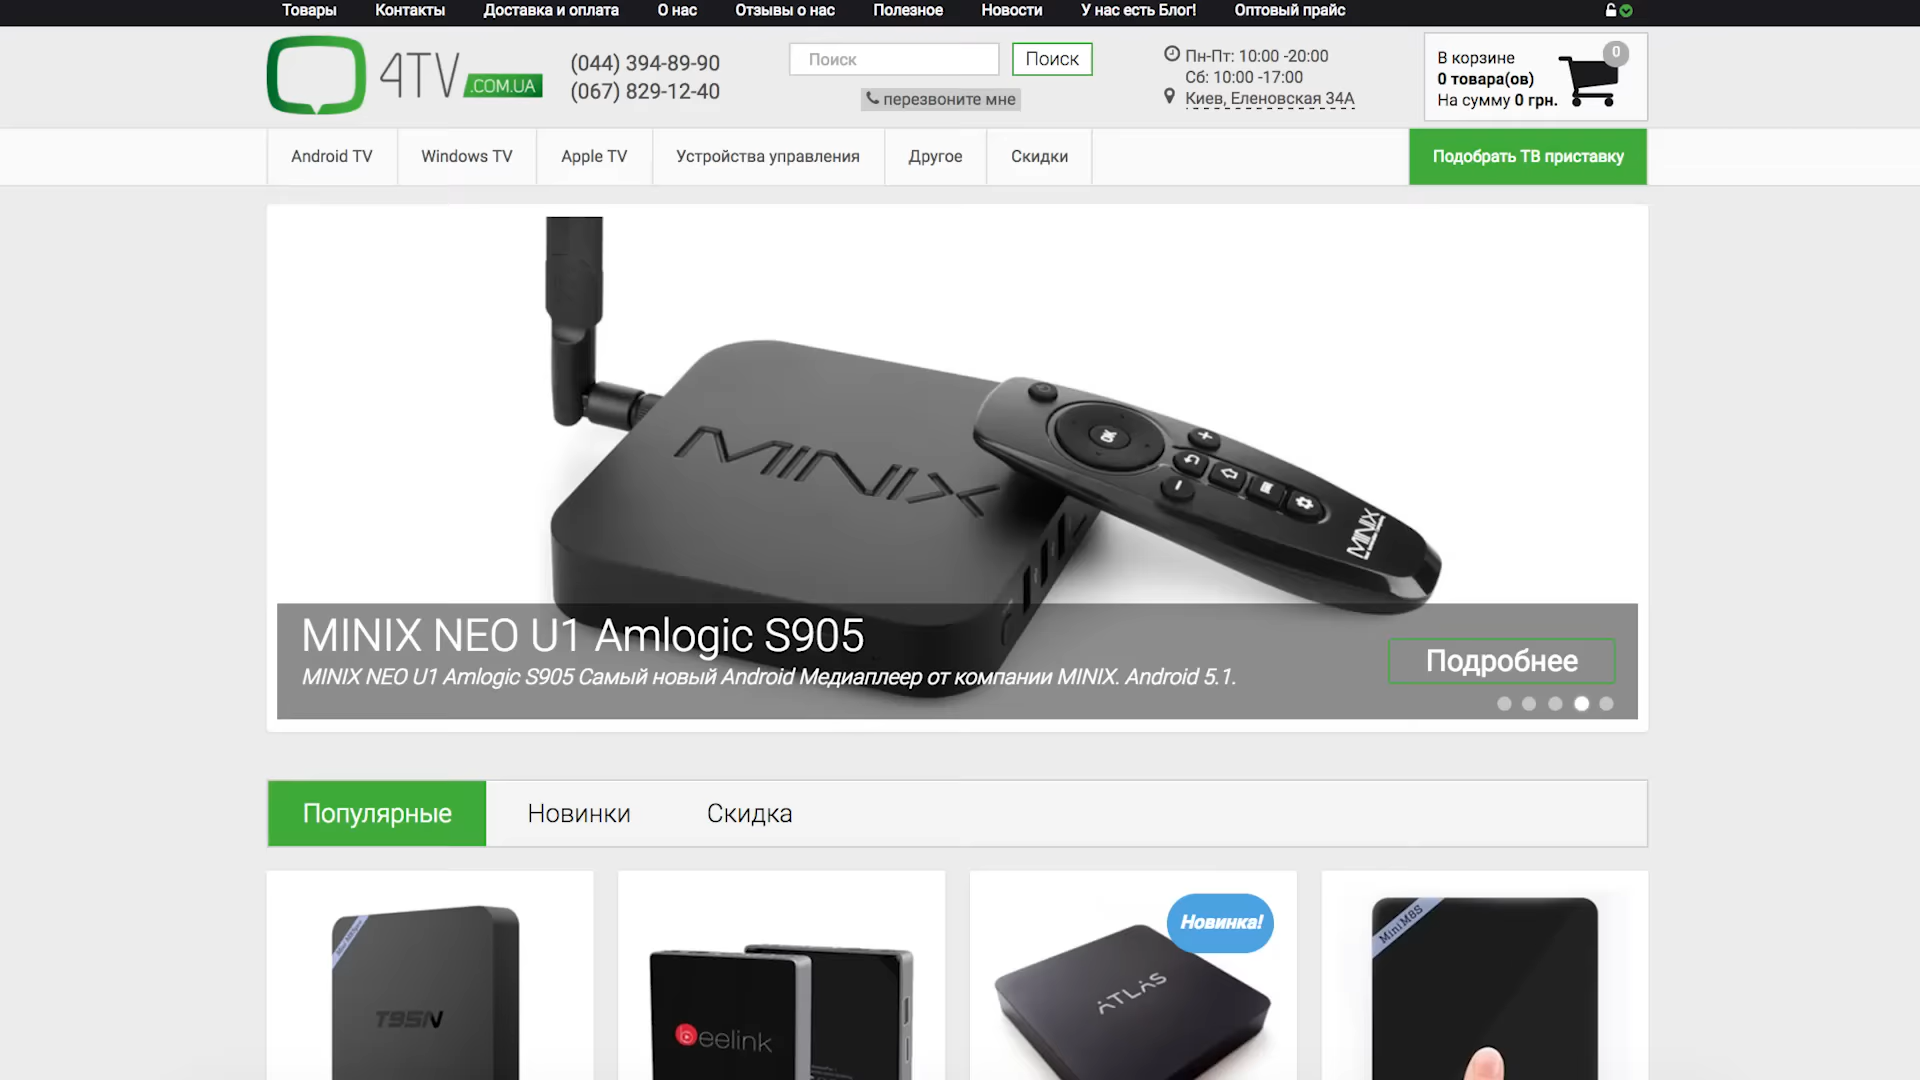 Товары Контакты Доставка и оплата О нас Отзывы о нас Полезное Новости У нас есть Блог! Оптовый прайс
4TV .COM.UA
(044) 394-89-90
(067) 829-12-40
Поиск Поиск
перезвоните мне
Пн-Пт: 10:00 -20:00
Сб: 10:00 -17:00
Киев, Еленовская 34А
В корзине
0 товара(ов)
На сумму 0 грн.
0
Android TV Windows TV Apple TV Устройства управления Другое Скидки Подобрать ТВ приставку
MINIX
OK
MINIX
MINIX NEO U1 Amlogic S905
MINIX NEO U1 Amlogic S905 Самый новый Android Медиаплеер от компании MINIX. Android 5.1.
Подробнее
Популярные Новинки Скидка
T95N
beelink
Новинка!
ATLAS
MiniM8S